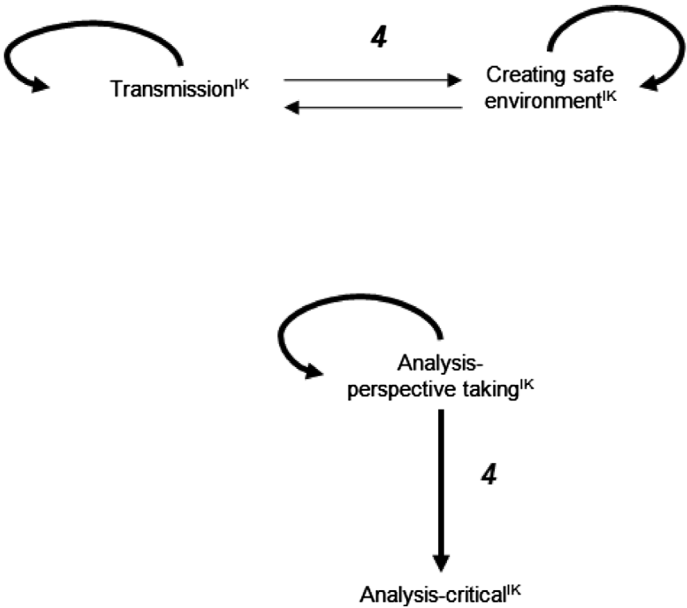 4
Transmission^IK
Creating safe
environment^IK
Analysis-
perspective taking^IK
4
Analysis-critical^IK